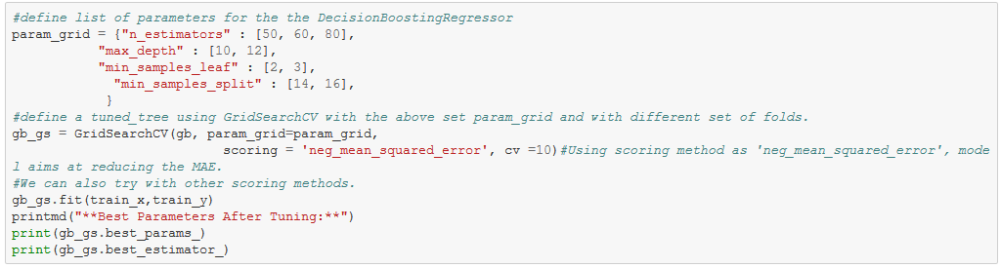 #define list of parameters for the the DecisionBoostingRegressor
param_grid = {"n_estimators" : [50, 60, 80],
"max_depth" : [10, 12],
"min_samples_leaf" : [2, 3],
"min_samples_split" : [14, 16],
}
#define a tuned_tree using GridSearchCV with the above set param_grid and with different set of folds.
gb_gs = GridSearchCV(gb, param_grid=param_grid,
scoring = 'neg_mean_squared_error', cv =10)#Using scoring method as 'neg_mean_squared_error', mode
l aims at reducing the MAE.
#We can also try with other scoring methods.
gb_gs.fit(train_x,train_y)
printmd("**Best Parameters After Tuning:**")
print(gb_gs.best_params_)
print(gb_gs.best_estimator_)